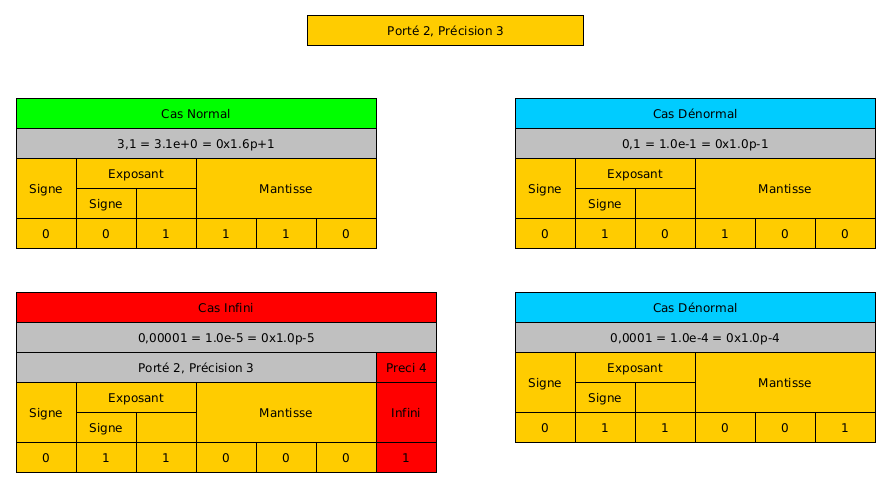 Porté 2, Précision 3
Cas Normal
3,1 = 3.1e+0 = 0x1.6p+1
Signe Exposant Mantisse
Signe
0 0 1 1 1 0
Cas Dénormal
0,1 = 1.0e-1 = 0x1.0p-1
Signe Exposant Mantisse
Signe
0 1 0 1 0 0
Cas Infini
0,00001 = 1.0e-5 = 0x1.0p-5
Porté 2, Précision 3 Preci 4
Signe Exposant Mantisse Infini
Signe
0 1 1 0 0 0 1
Cas Dénormal
0,0001 = 1.0e-4 = 0x1.0p-4
Signe Exposant Mantisse
Signe
0 1 1 0 0 1